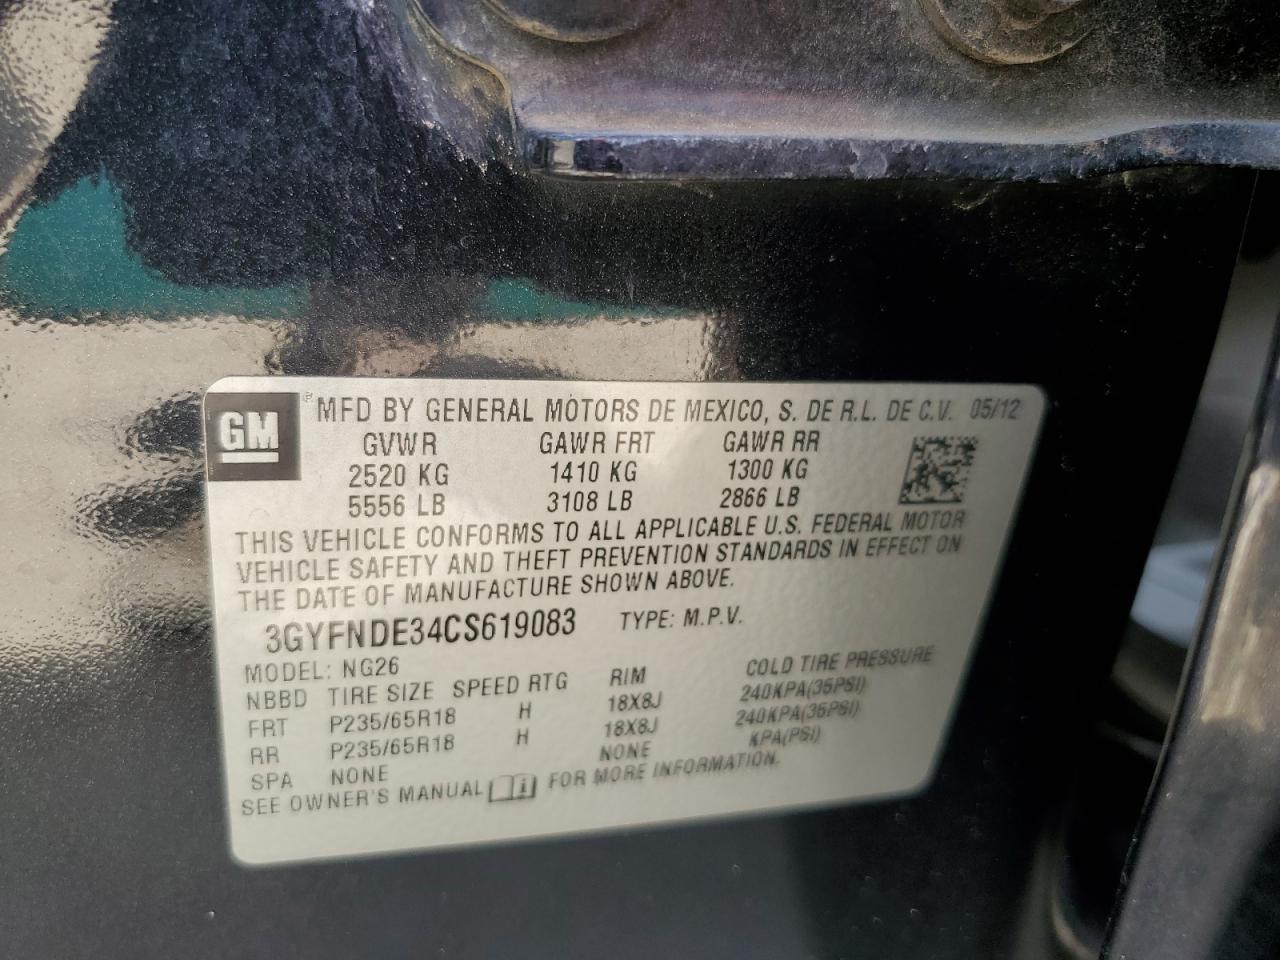 GM ® MFD BY GENERAL MOTORS DE MEXICO, S. DE R.L. DE C.V. 05/12
GVWR GAWR FRT GAWR RR
2520 KG 1410 KG 1300 KG
5556 LB 3108 LB 2866 LB
THIS VEHICLE CONFORMS TO ALL APPLICABLE U.S. FEDERAL MOTOR
VEHICLE SAFETY AND THEFT PREVENTION STANDARDS IN EFFECT ON
THE DATE OF MANUFACTURE SHOWN ABOVE.
3GYFNDE34CS619083 TYPE: M.P.V.
MODEL: NG26
NBBD TIRE SIZE SPEED RTG RIM COLD TIRE PRESSURE
FRT P235/65R18 H 18X8J 240KPA(35PSI)
RR P235/65R18 H 18X8J 240KPA(35PSI)
SPA NONE NONE KPA(PSI)
SEE OWNER'S MANUAL i FOR MORE INFORMATION.